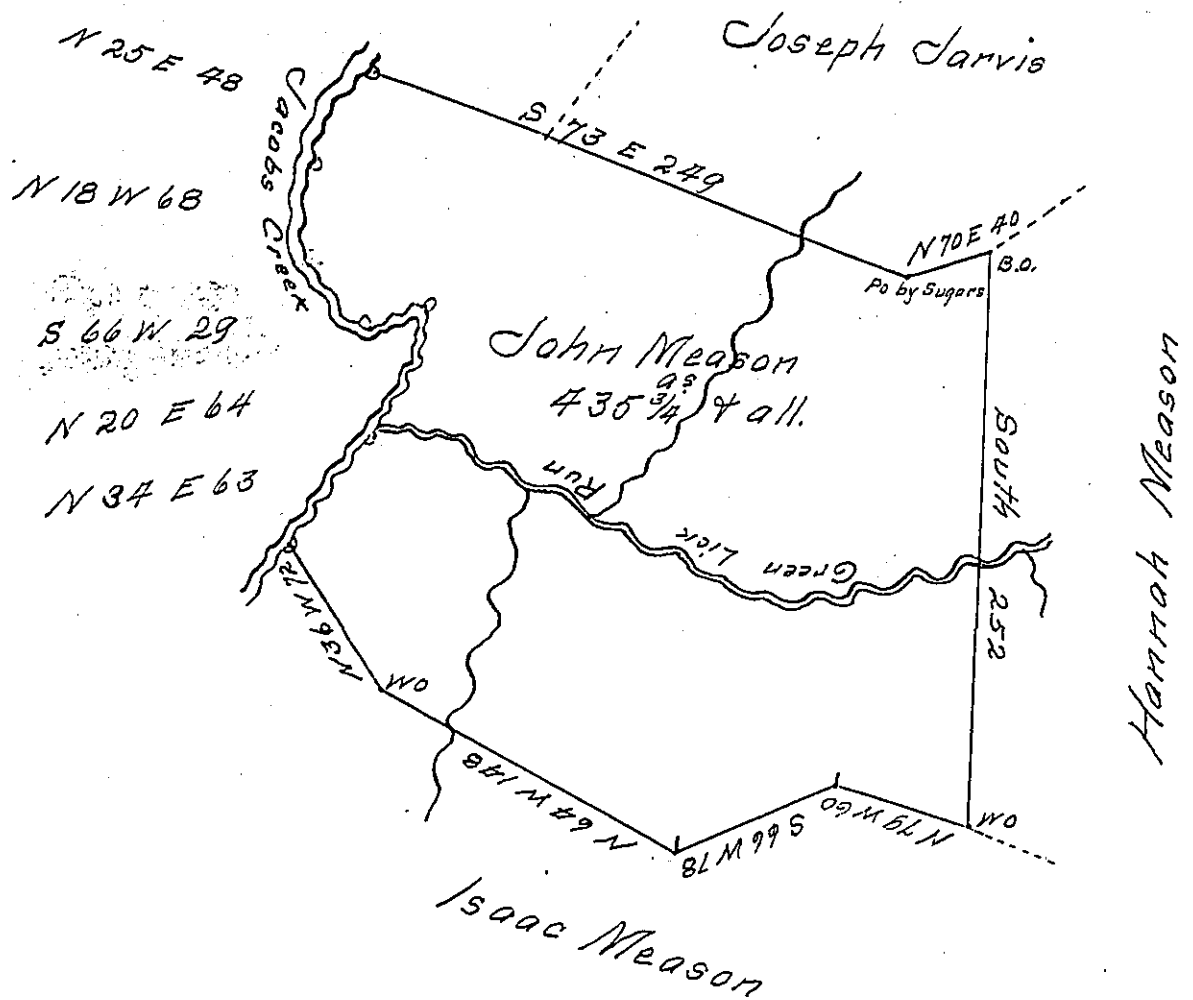 Joseph Jarvis
N 25 E 48
Jacobs Creek
S 73 E 249
N 18 W 68
N 70 E 40
B.O.
Po by Sugars
S 66 W 29
John Meason
as
435 3/4 & all.
N 20 E 64
N 34 E 63
South 252
Hannah Meason
Green Lick Run
N 36 W 72
WO
N 64 W 148
S 66 W 78
N 79 W 60
WO
Isaac Meason